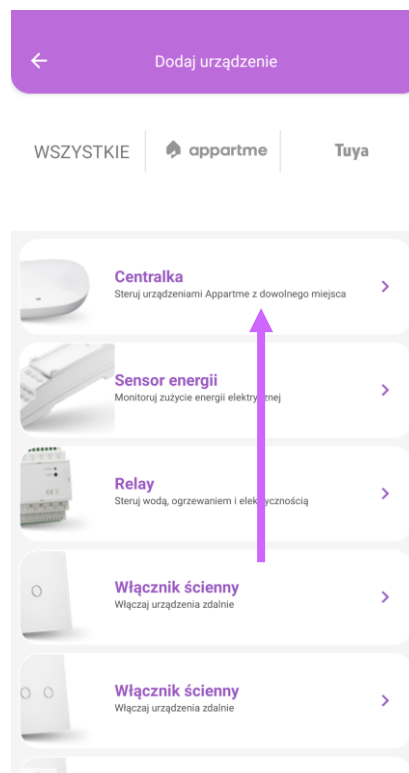 Dodaj urządzenie
WSZYSTKIE
appartme
Tuya
Centralka
Steruj urządzeniami Appartme z dowolnego miejsca
Sensor energii
Monitoruj zużycie energii elektrycznej
Relay
Steruj wodą, ogrzewaniem i elektrycznością
Włącznik ścienny
Włączaj urządzenia zdalnie
Włącznik ścienny
Włączaj urządzenia zdalnie